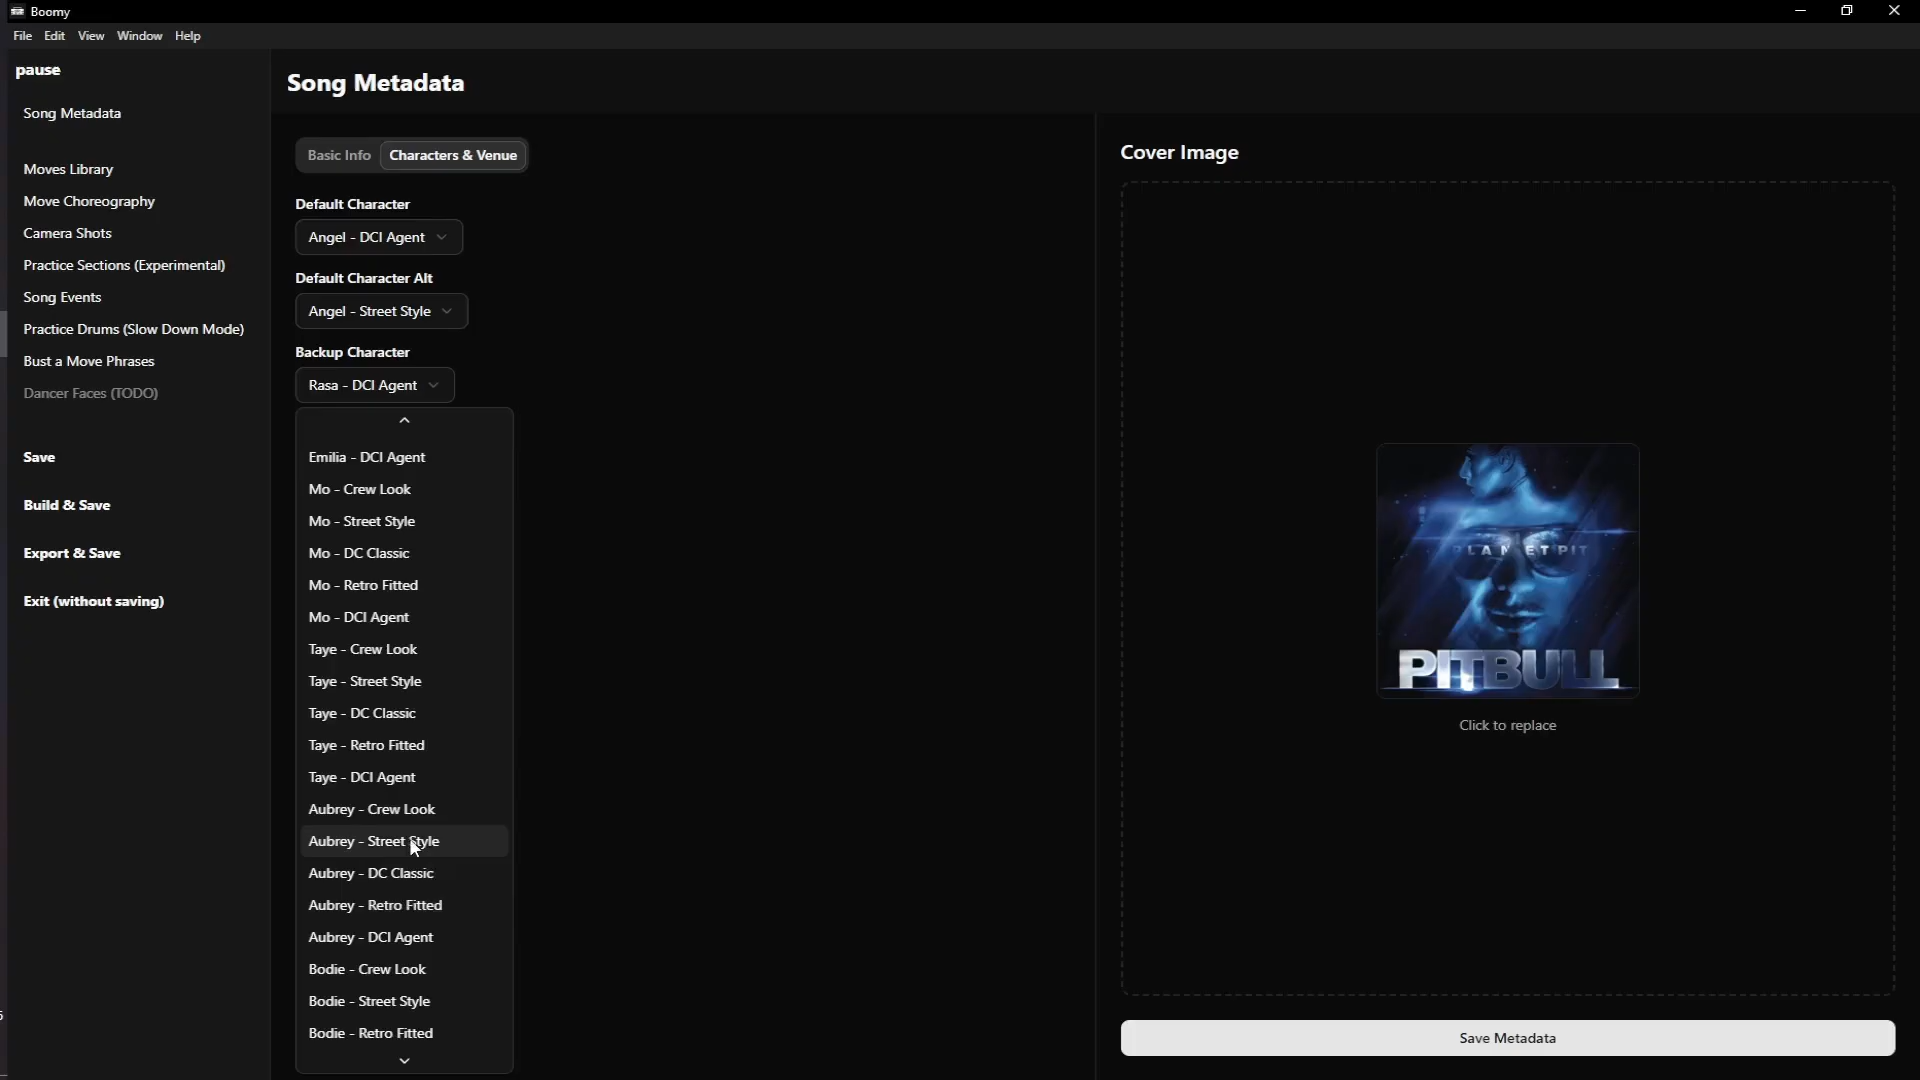 Boomy
File Edit View Window Help
pause
Song Metadata
Moves Library
Move Choreography
Camera Shots
Practice Sections (Experimental)
Song Events
Practice Drums (Slow Down Mode)
Bust a Move Phrases
Dancer Faces (TODO)
Save
Build & Save
Export & Save
Exit (without saving)
Song Metadata
Basic Info Characters & Venue
Default Character
Angel - DCI Agent
Default Character Alt
Angel - Street Style
Backup Character
Rasa - DCI Agent
Emilia - DCI Agent
Mo - Crew Look
Mo - Street Style
Mo - DC Classic
Mo - Retro Fitted
Mo - DCI Agent
Taye - Crew Look
Taye - Street Style
Taye - DC Classic
Taye - Retro Fitted
Taye - DCI Agent
Aubrey - Crew Look
Aubrey - Street Style
Aubrey - DC Classic
Aubrey - Retro Fitted
Aubrey - DCI Agent
Bodie - Crew Look
Bodie - Street Style
Bodie - Retro Fitted
Cover Image
PLANET PIT
PITBULL
Click to replace
Save Metadata